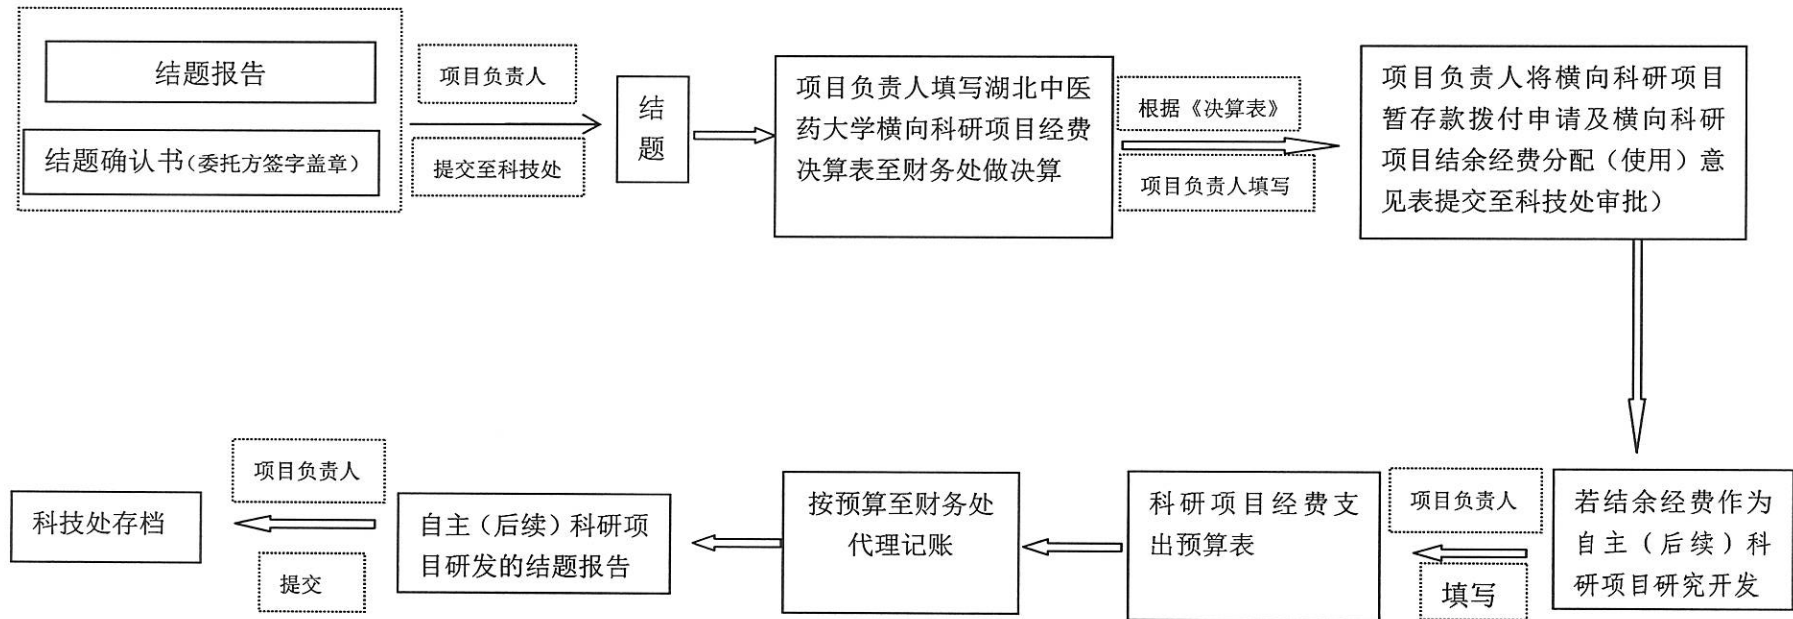 结题报告
结题确认书（委托方签字盖章）
项目负责人
提交至科技处
结
题
项目负责人填写湖北中医
药大学横向科研项目经费
决算表至财务处做决算
根据《决算表》
项目负责人填写
项目负责人将横向科研项目
暂存款拨付申请及横向科研
项目结余经费分配（使用）意
见表提交至科技处审批）
若结余经费作为
自主（后续）科
研项目研究开发
项目负责人
填写
科研项目经费支
出预算表
按预算至财务处
代理记账
自主（后续）科研项
目研发的结题报告
项目负责人
提交
科技处存档